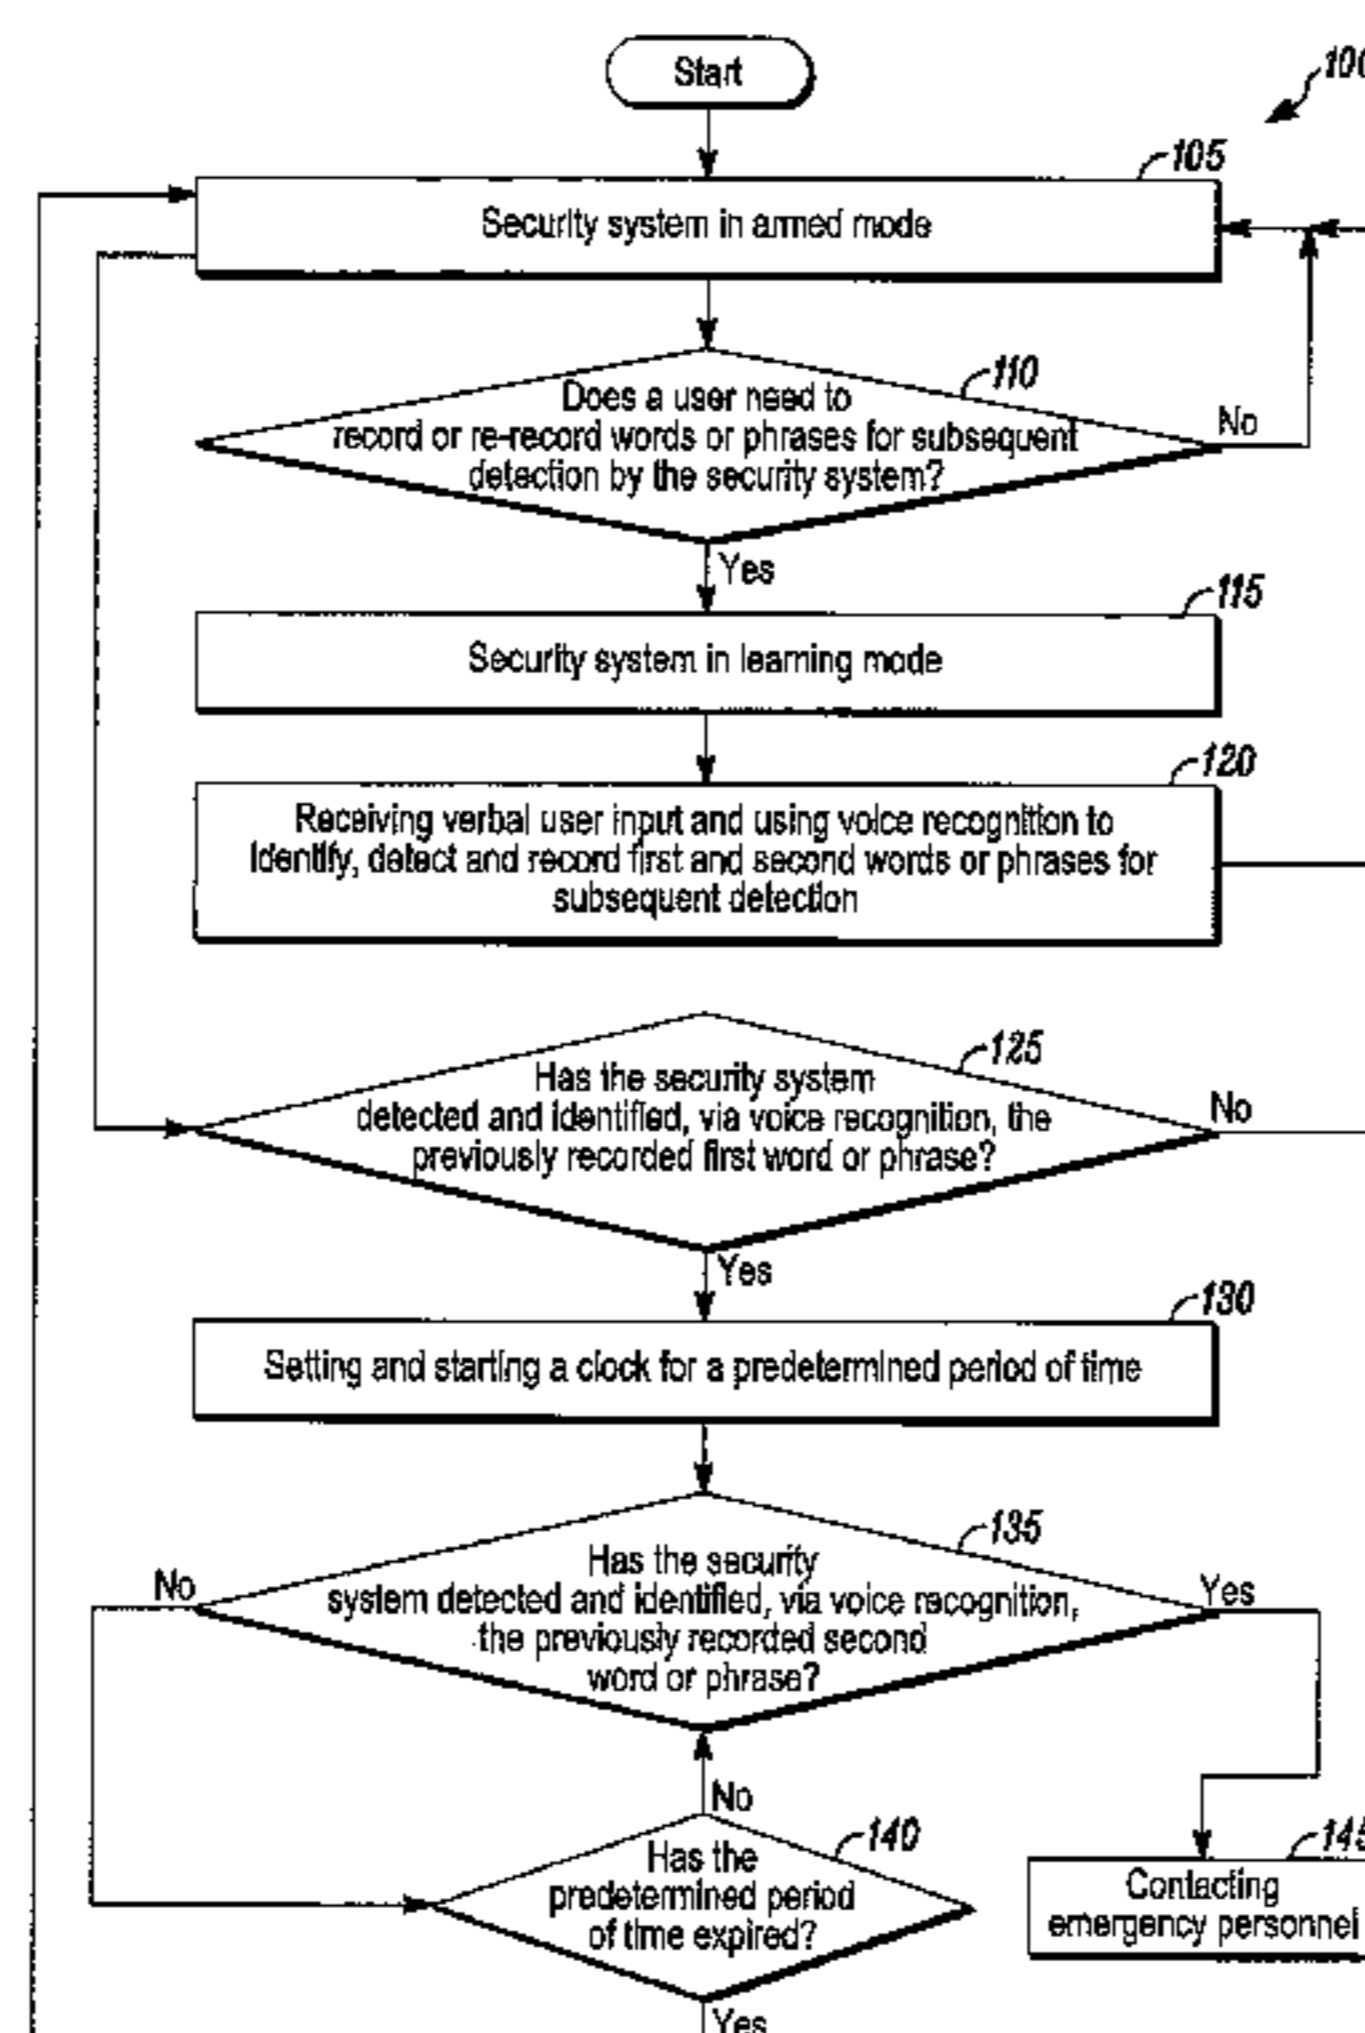 Start
100
105
Security system in armed mode
110
Does a user need to
record or re-record words or phrases for subsequent
detection by the security system?
No
Yes
115
Security system in learning mode
120
Receiving verbal user input and using voice recognition to
identify, detect and record first and second words or phrases for
subsequent detection
125
Has the security system
detected and identified, via voice recognition, the
previously recorded first word or phrase?
No
Yes
130
Setting and starting a clock for a predetermined period of time
135
Has the security
system detected and identified, via voice recognition,
the previously recorded second
word or phrase?
No
Yes
No
140
Has the
predetermined period
of time expired?
145
Contacting
emergency personnel
Yes